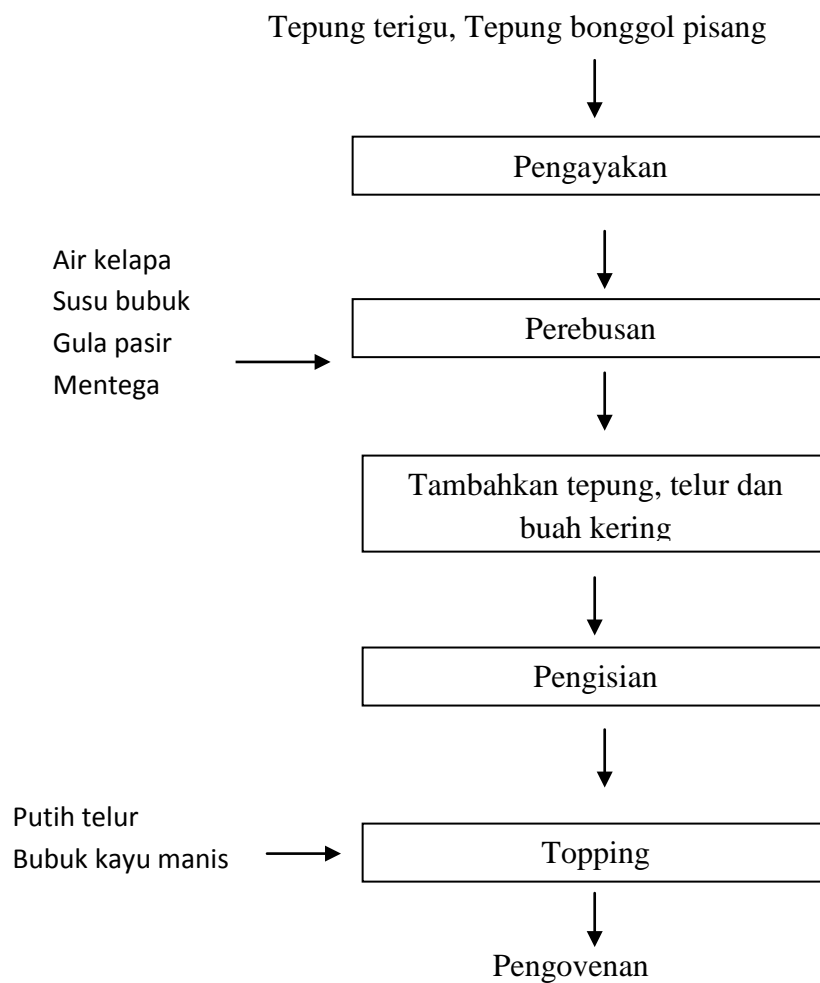 Tepung terigu, Tepung bonggol pisang
Pengayakan
Air kelapa
Susu bubuk
Gula pasir
Mentega
Perebusan
Tambahkan tepung, telur dan
buah kering
Pengisian
Putih telur
Bubuk kayu manis
Topping
Pengovenan